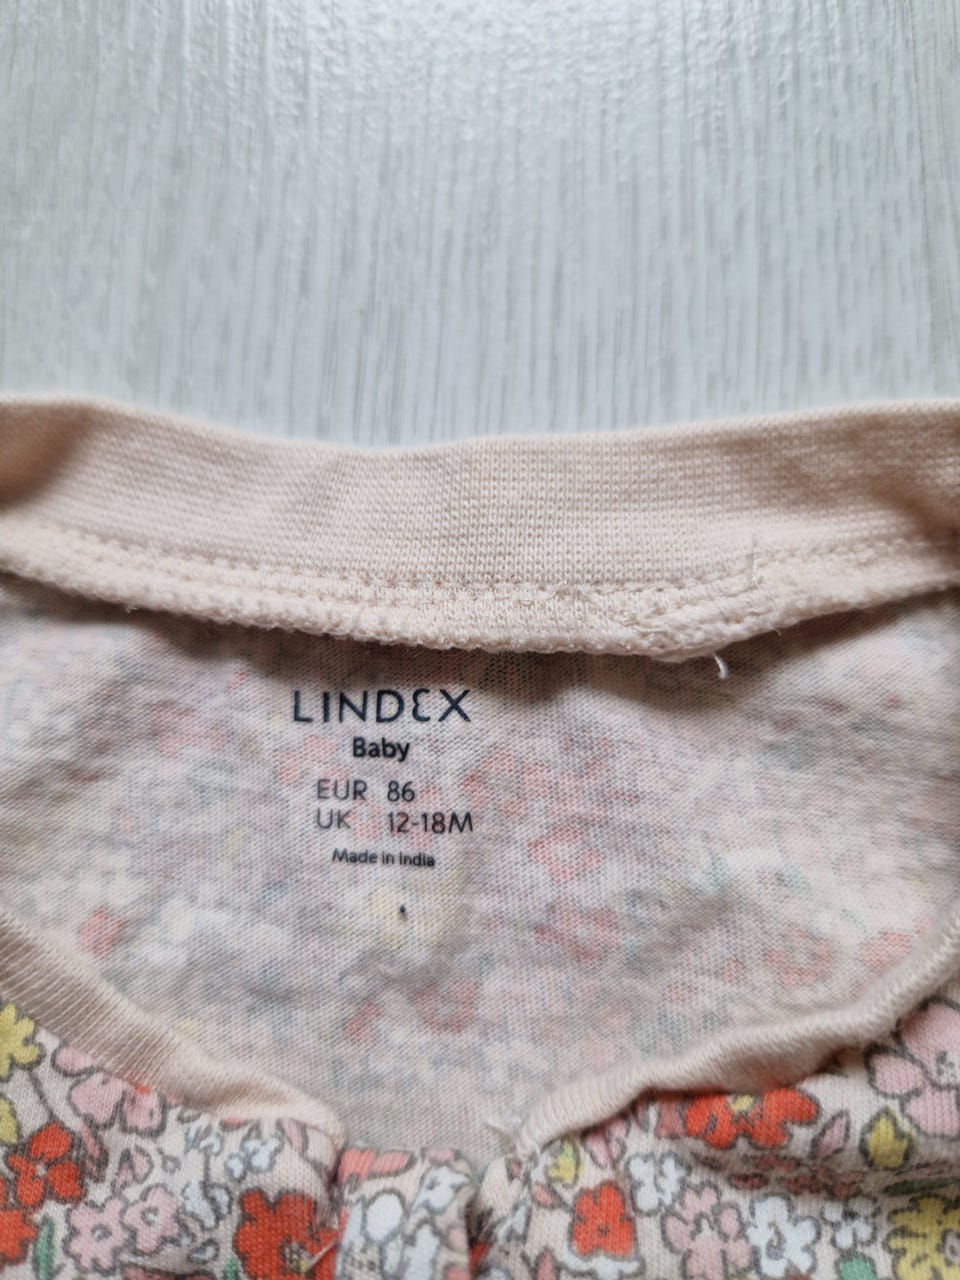 LINDEX
Baby
EUR 86
UK 12-18M
Made in India